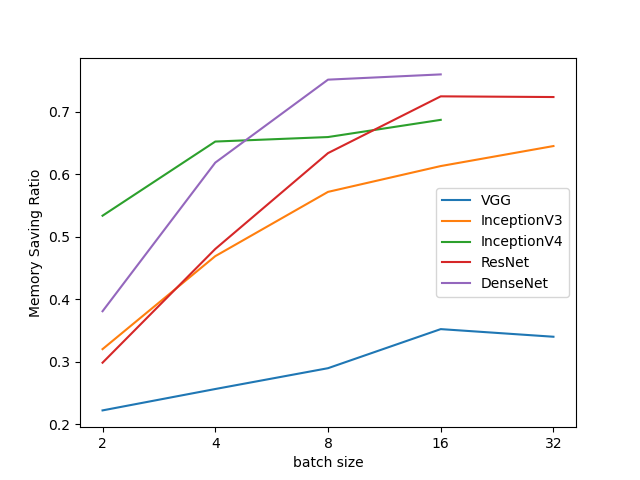 0.7
0.6
0.5
0.4
0.3
0.2
Memory Saving Ratio
2
4
8
16
32
batch size
VGG
InceptionV3
InceptionV4
ResNet
DenseNet